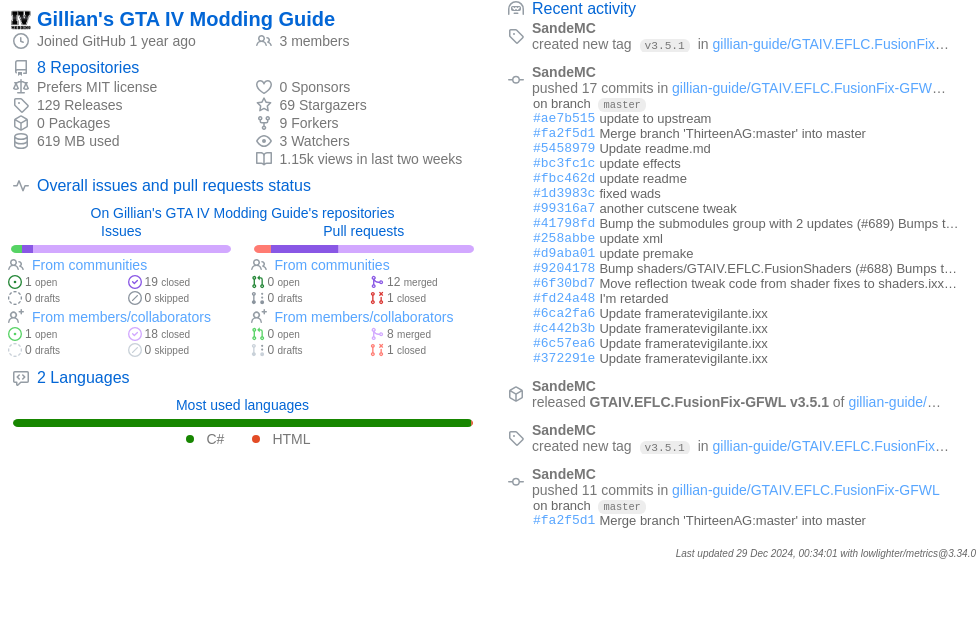 Gillian's GTA IV Modding Guide
Joined GitHub 1 year ago
3 members
8 Repositories
Prefers MIT license
129 Releases
0 Packages
619 MB used
0 Sponsors
69 Stargazers
9 Forkers
3 Watchers
1.15k views in last two weeks
Overall issues and pull requests status
On Gillian's GTA IV Modding Guide's repositories
Issues
Pull requests
From communities
1 open
19 closed
0 drafts
0 skipped
From members/collaborators
1 open
18 closed
0 drafts
0 skipped
From communities
0 open
12 merged
0 drafts
1 closed
From members/collaborators
0 open
8 merged
0 drafts
1 closed
2 Languages
Most used languages
C#
HTML
Recent activity
SandeMC
created new tag v3.5.1 in gillian-guide/GTAIV.EFLC.FusionFix…
SandeMC
pushed 17 commits in gillian-guide/GTAIV.EFLC.FusionFix-GFW…
on branch master
#ae7b515 update to upstream
#fa2f5d1 Merge branch 'ThirteenAG:master' into master
#5458979 Update readme.md
#bc3fc1c update effects
#fbc462d update readme
#1d3983c fixed wads
#99316a7 another cutscene tweak
#41798fd Bump the submodules group with 2 updates (#689) Bumps t…
#258abbe update xml
#d9aba01 update premake
#9204178 Bump shaders/GTAIV.EFLC.FusionShaders (#688) Bumps t…
#6f30bd7 Move reflection tweak code from shader fixes to shaders.ixx…
#fd24a48 I'm retarded
#6ca2fa6 Update frameratevigilante.ixx
#c442b3b Update frameratevigilante.ixx
#6c57ea6 Update frameratevigilante.ixx
#372291e Update frameratevigilante.ixx
SandeMC
released GTAIV.EFLC.FusionFix-GFWL v3.5.1 of gillian-guide/…
SandeMC
created new tag v3.5.1 in gillian-guide/GTAIV.EFLC.FusionFix…
SandeMC
pushed 11 commits in gillian-guide/GTAIV.EFLC.FusionFix-GFWL
on branch master
#fa2f5d1 Merge branch 'ThirteenAG:master' into master
Last updated 29 Dec 2024, 00:34:01 with lowlighter/metrics@3.34.0